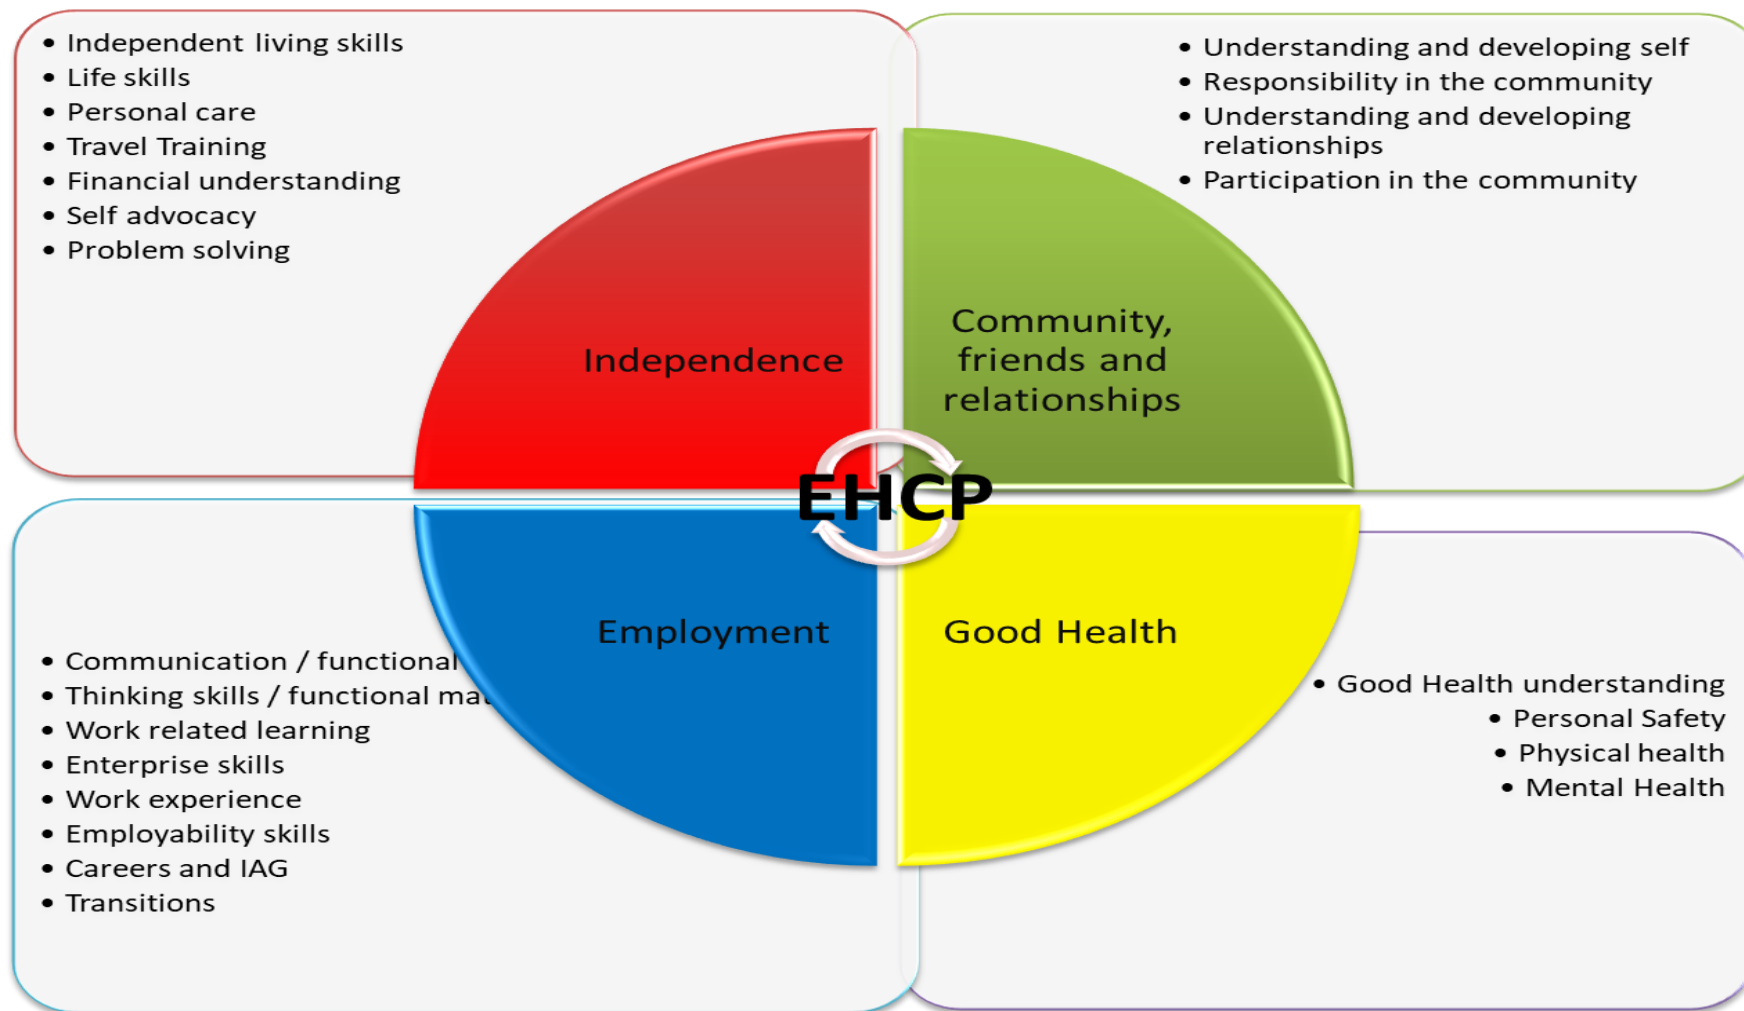 • Independent living skills
• Life skills
• Personal care
• Travel Training
• Financial understanding
• Self advocacy
• Problem solving
• Understanding and developing self
• Responsibility in the community
• Understanding and developing
relationships
• Participation in the community
Independence
Community,
friends and
relationships
EHCP
Employment
Good Health
• Communication / functional
• Thinking skills / functional
• Work related learning
• Enterprise skills
• Work experience
• Employability skills
• Careers and IAG
• Transitions
• Good Health understanding
• Personal Safety
• Physical health
• Mental Health